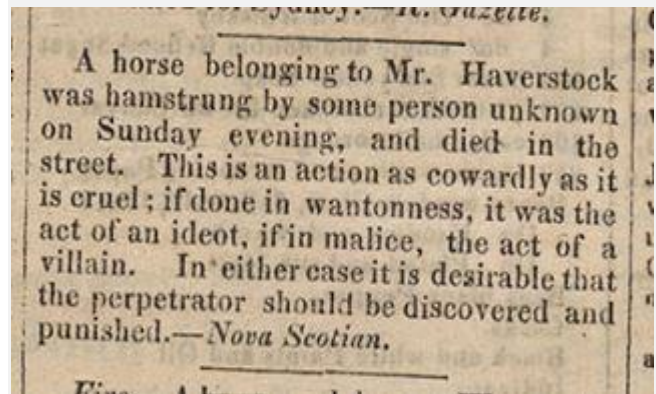 Sydney.—R. Gazette.
A horse belonging to Mr. Haverstock
was hamstrung by some person unknown
on Sunday evening, and died in the
street. This is an action as cowardly as it
is cruel; if done in wantonness, it was the
act of an ideot, if in malice, the act of a
villain. In either case it is desirable that
the perpetrator should be discovered and
punished.—Nova Scotian.